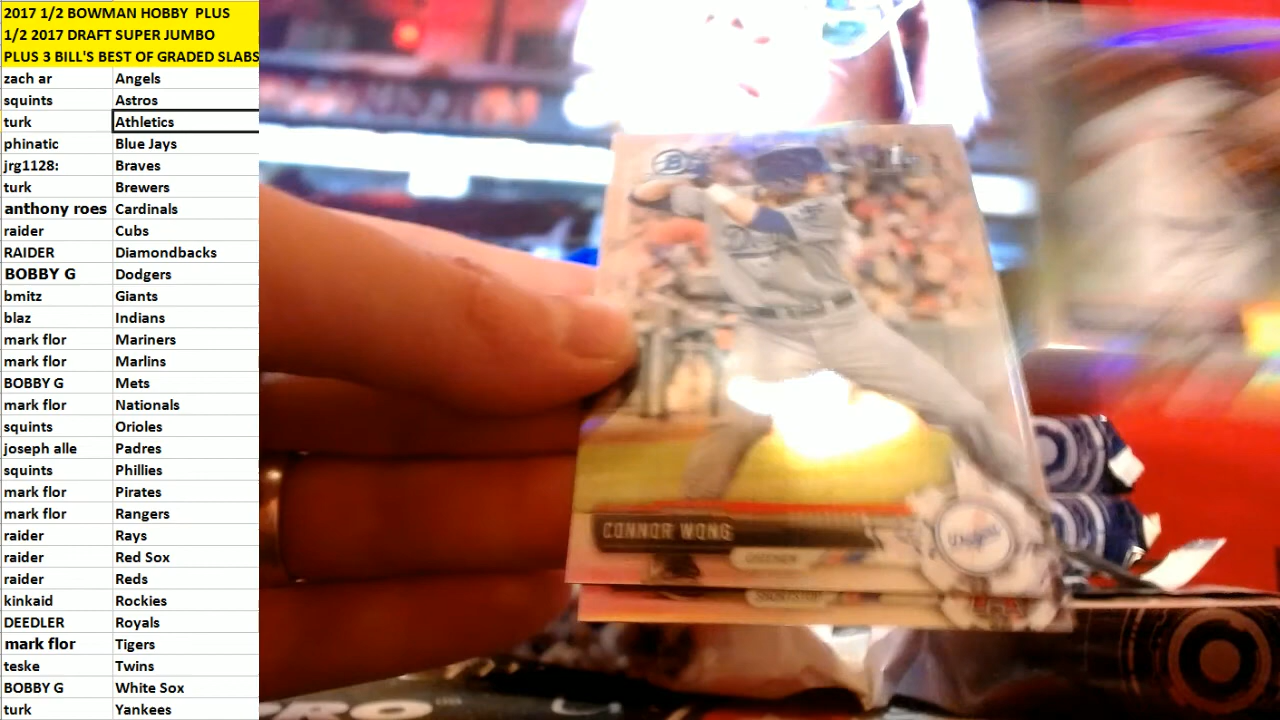 2017 1/2 BOWMAN HOBBY PLUS
1/2 2017 DRAFT SUPER JUMBO
PLUS 3 BILL'S BEST OF GRADED SLABS
zach ar Angels
squints Astros
turk Athletics
phinatic Blue Jays
jrg1128: Braves
turk Brewers
anthony roes Cardinals
raider Cubs
RAIDER Diamondbacks
BOBBY G Dodgers
bmitz Giants
blaz Indians
mark flor Mariners
mark flor Marlins
BOBBY G Mets
mark flor Nationals
squints Orioles
joseph alle Padres
squints Phillies
mark flor Pirates
mark flor Rangers
raider Rays
raider Red Sox
raider Reds
kinkaid Rockies
DEEDLER Royals
mark flor Tigers
teske Twins
BOBBY G White Sox
turk Yankees
CONNOR WONG
CATCHER
Dodgers
SHORTSTOP